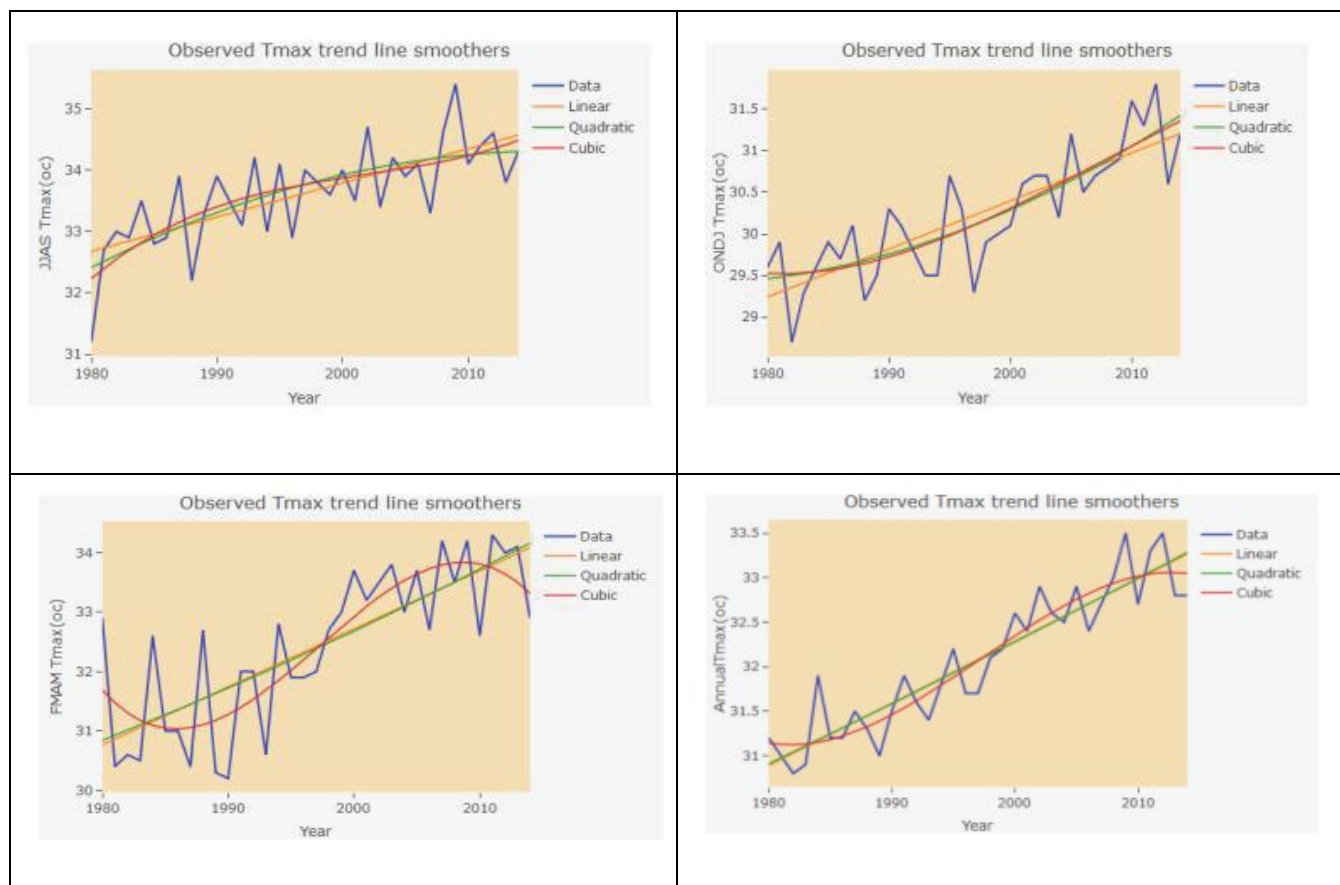 Observed Tmax trend line smoothers
JJAS Tmax(oc)
35
34
33
32
31
1980 1990 2000 2010
Year
Data
Linear
Quadratic
Cubic
Observed Tmax trend line smoothers
ONDJ Tmax(oc)
31.5
31
30.5
30
29.5
29
1980 1990 2000 2010
Year
Data
Linear
Quadratic
Cubic
Observed Tmax trend line smoothers
FMAM Tmax(oc)
34
33
32
31
30
1980 1990 2000 2010
Year
Data
Linear
Quadratic
Cubic
Observed Tmax trend line smoothers
AnnualTmax(oc)
33.5
33
32.5
32
31.5
31
1980 1990 2000 2010
Year
Data
Linear
Quadratic
Cubic